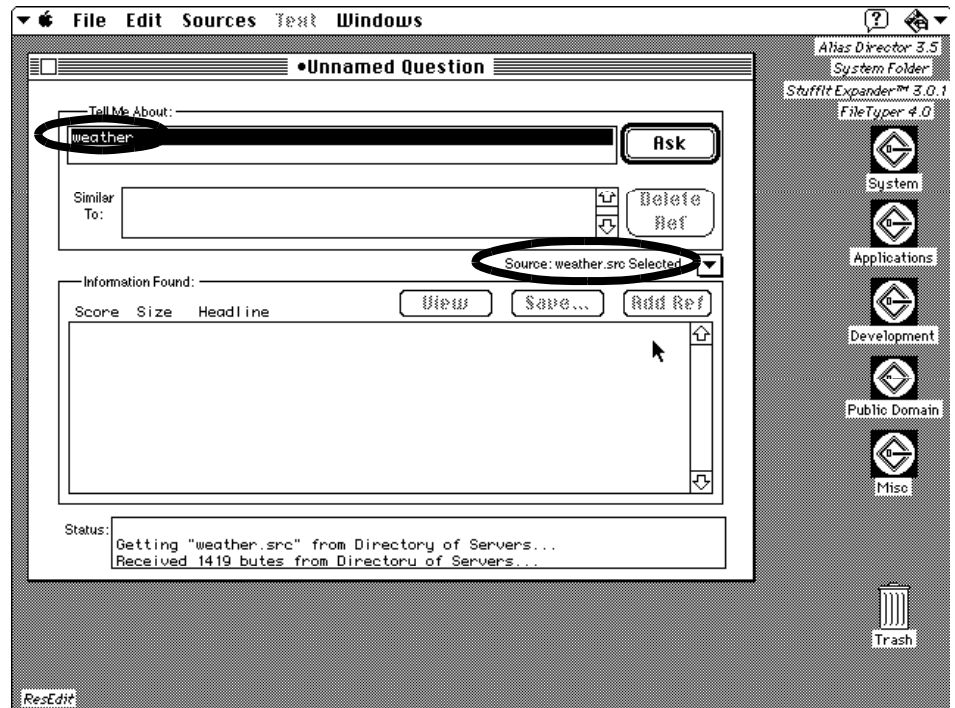 File Edit Sources Text Windows
?
Alias Director 3.5
System Folder
StuffIt Expander™ 3.0.1
FileTyper 4.0
•Unnamed Question
Tell Me About:
weather
Ask
Similar
To:
Delete
Ref
Source: weather.src Selected
Information Found:
View Save... Add Ref
Score Size Headline
Status:
Getting "weather.src" from Directory of Servers...
Received 1419 bytes from Directory of Servers...
System
Applications
Development
Public Domain
Misc
Trash
ResEdit